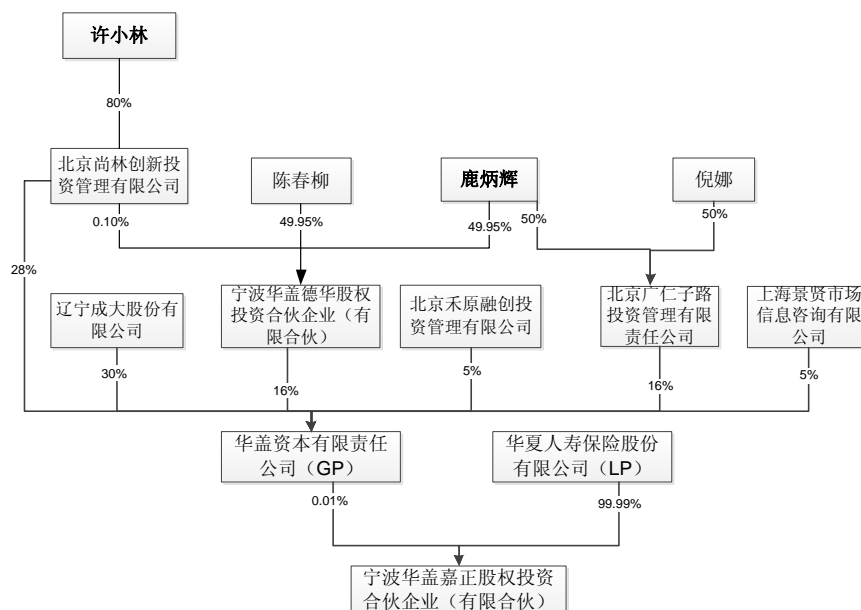 许小林
80%
北京尚林创新投
资管理有限公司
陈春柳
鹿炳辉
倪娜
0.10%
49.95%
49.95%
50%
50%
28%
辽宁成大股份有
限公司
宁波华盖德华股权
投资合伙企业（有
限合伙）
北京禾原融创投
资管理有限公司
北京广仁子路
投资管理有限
责任公司
上海景贤市场
信息咨询有限
公司
30%
16%
5%
16%
5%
华盖资本有限责任
公司（GP）
华夏人寿保险股份
有限公司（LP）
0.01%
99.99%
宁波华盖嘉正股权投资
合伙企业（有限合伙）